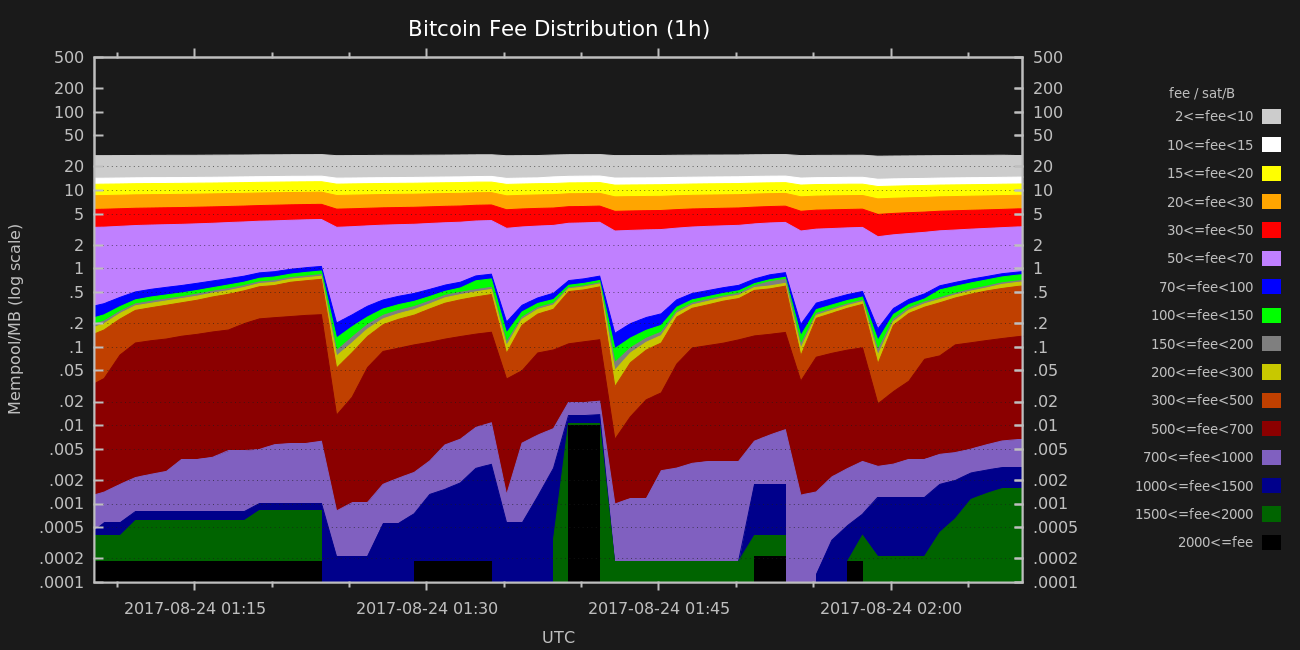 Bitcoin Fee Distribution (1h)
Mempool/MB (log scale)
500
200
100
50
20
10
5
2
1
.5
.2
.1
.05
.02
.01
.005
.002
.001
.0005
.0002
.0001
500
200
100
50
20
10
5
2
1
.5
.2
.1
.05
.02
.01
.005
.002
.001
.0005
.0002
.0001
2017-08-24 01:15
2017-08-24 01:30
2017-08-24 01:45
2017-08-24 02:00
UTC
fee / sat/B
2<=fee<10
10<=fee<15
15<=fee<20
20<=fee<30
30<=fee<50
50<=fee<70
70<=fee<100
100<=fee<150
150<=fee<200
200<=fee<300
300<=fee<500
500<=fee<700
700<=fee<1000
1000<=fee<1500
1500<=fee<2000
2000<=fee